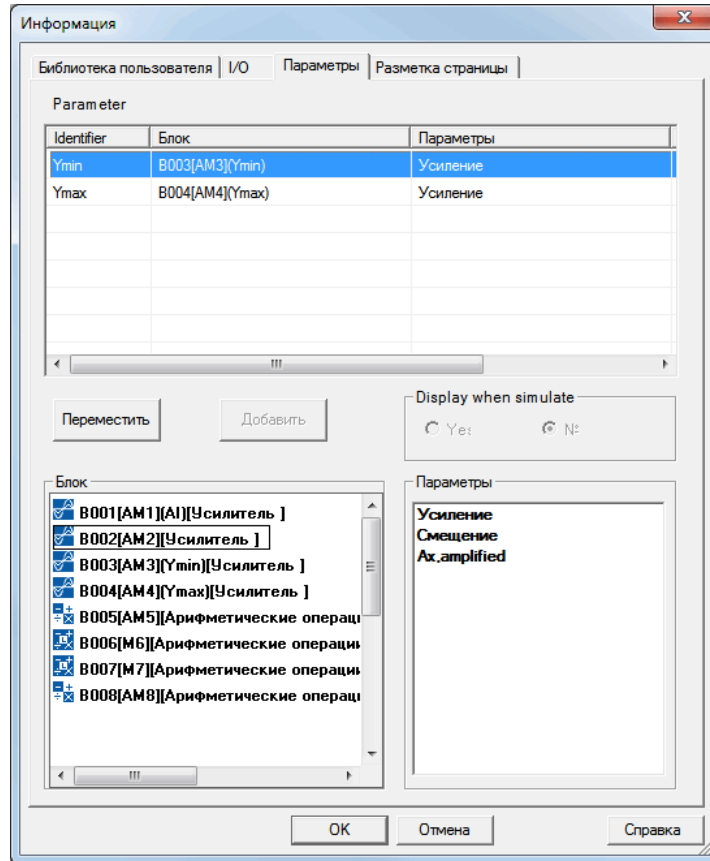 Информация
Библиотека пользователя I/O Параметры Разметка страницы
Parameter
Identifier Блок Параметры
Ymin B003[AM3](Ymin) Усиление
Ymax B004[AM4](Ymax) Усиление
Переместить
Добавить
Display when simulate
Yes №
Блок
B001[AM1](AI)[Усилитель ]
B002[AM2][Усилитель ]
B003[AM3](Ymin)[Усилитель ]
B004[AM4](Ymax)[Усилитель ]
B005[AM5][Арифметические операци
B006[M6][Арифметические операции
B007[M7][Арифметические операции
B008[AM8][Арифметические операци
Параметры
Усиление
Смещение
Ax,amplified
OK Отмена Справка